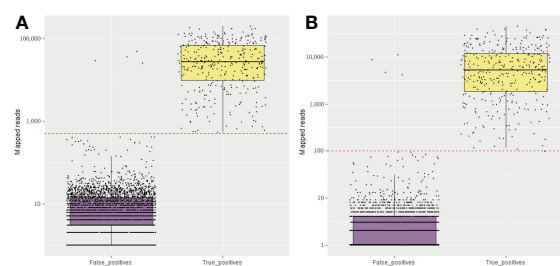 A
Mapped reads
100,000
1,000
10
False_positives
True_positives
B
Mapped reads
10,000
1,000
100
10
1
False_positives
True_positives